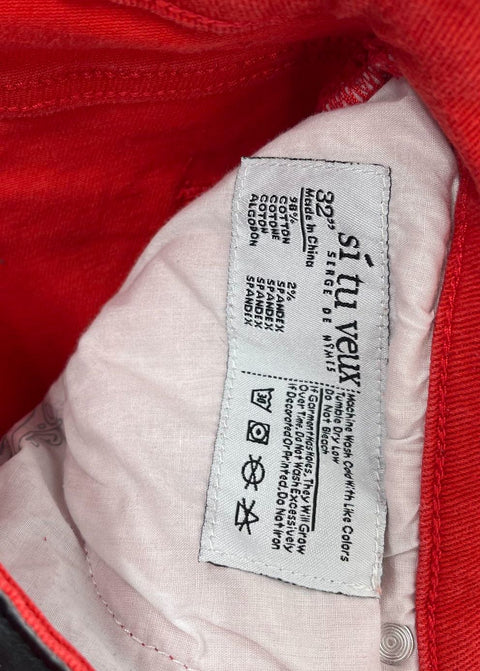 sí tu veux
SERGE DE NÎMES
32"
Made in China
98% 2%
COTTON SPANDEX
COTONE SPANDEX
COTON SPANDEX
ALGODON SPANDEX
Machine Wash Cold With Like Colors
Tumble Dry Low
Do Not Bleach
If Garment Has Holes, They Will Grow
Over Time. Do Not Wash Excessively
If Decorated Or Printed, Do Not Iron
30